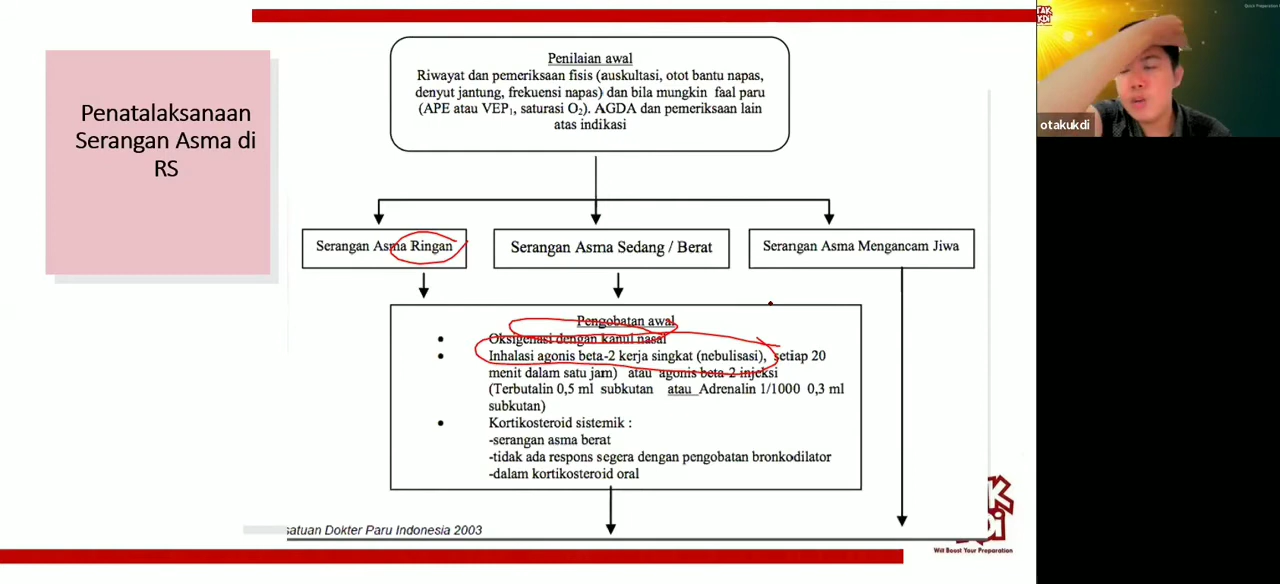 Penatalaksanaan
Serangan Asma di
RS
Penilaian awal
Riwayat dan pemeriksaan fisis (auskultasi, otot bantu napas,
denyut jantung, frekuensi napas) dan bila mungkin faal paru
(APE atau VEP₁, saturasi O₂). AGDA dan pemeriksaan lain
atas indikasi
Serangan Asma Ringan
Serangan Asma Sedang / Berat
Serangan Asma Mengancam Jiwa
Pengobatan awal
• Oksigenasi dengan kanul nasal
• Inhalasi agonis beta-2 kerja singkat (nebulisasi), setiap 20
menit dalam satu jam) atau agonis beta-2 injeksi
(Terbutalin 0,5 ml subkutan atau Adrenalin 1/1000 0,3 ml
subkutan)
• Kortikosteroid sistemik :
-serangan asma berat
-tidak ada respons segera dengan pengobatan bronkodilator
-dalam kortikosteroid oral
satuan Dokter Paru Indonesia 2003
Will Boost Your Preparation
otakukdi